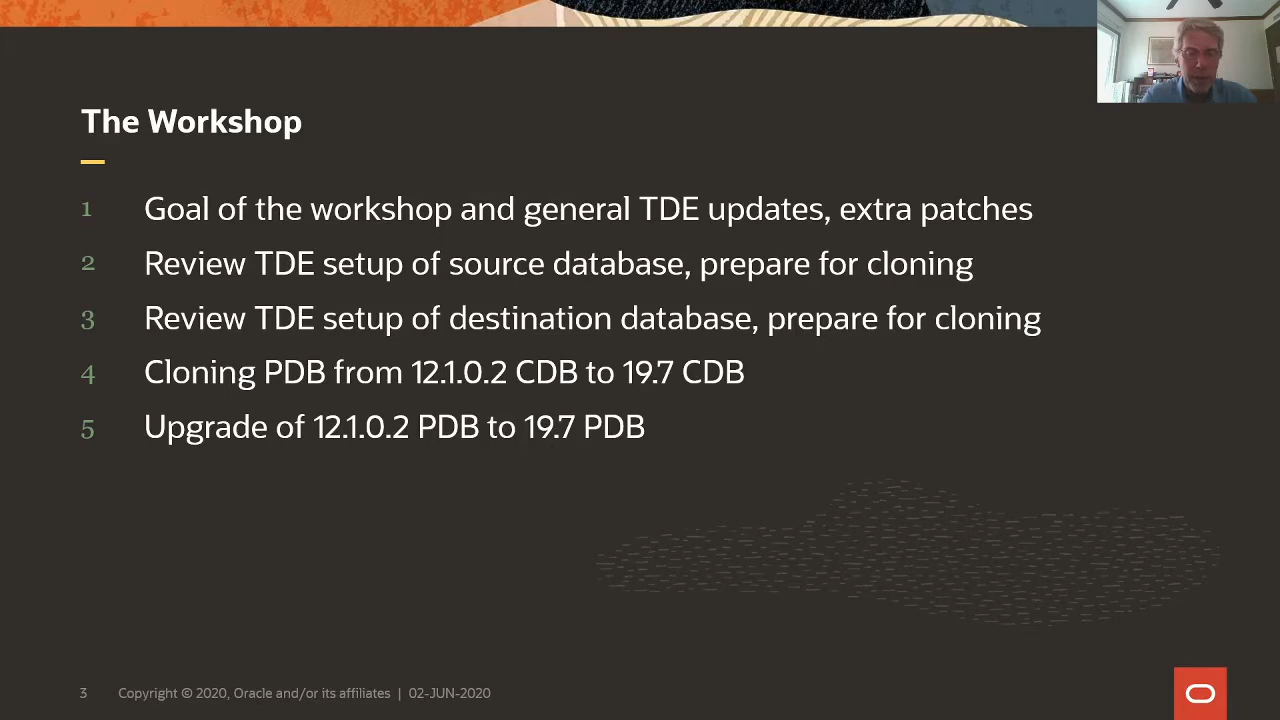 The Workshop
1 Goal of the workshop and general TDE updates, extra patches
2 Review TDE setup of source database, prepare for cloning
3 Review TDE setup of destination database, prepare for cloning
4 Cloning PDB from 12.1.0.2 CDB to 19.7 CDB
5 Upgrade of 12.1.0.2 PDB to 19.7 PDB
3 Copyright © 2020, Oracle and/or its affiliates | 02-JUN-2020